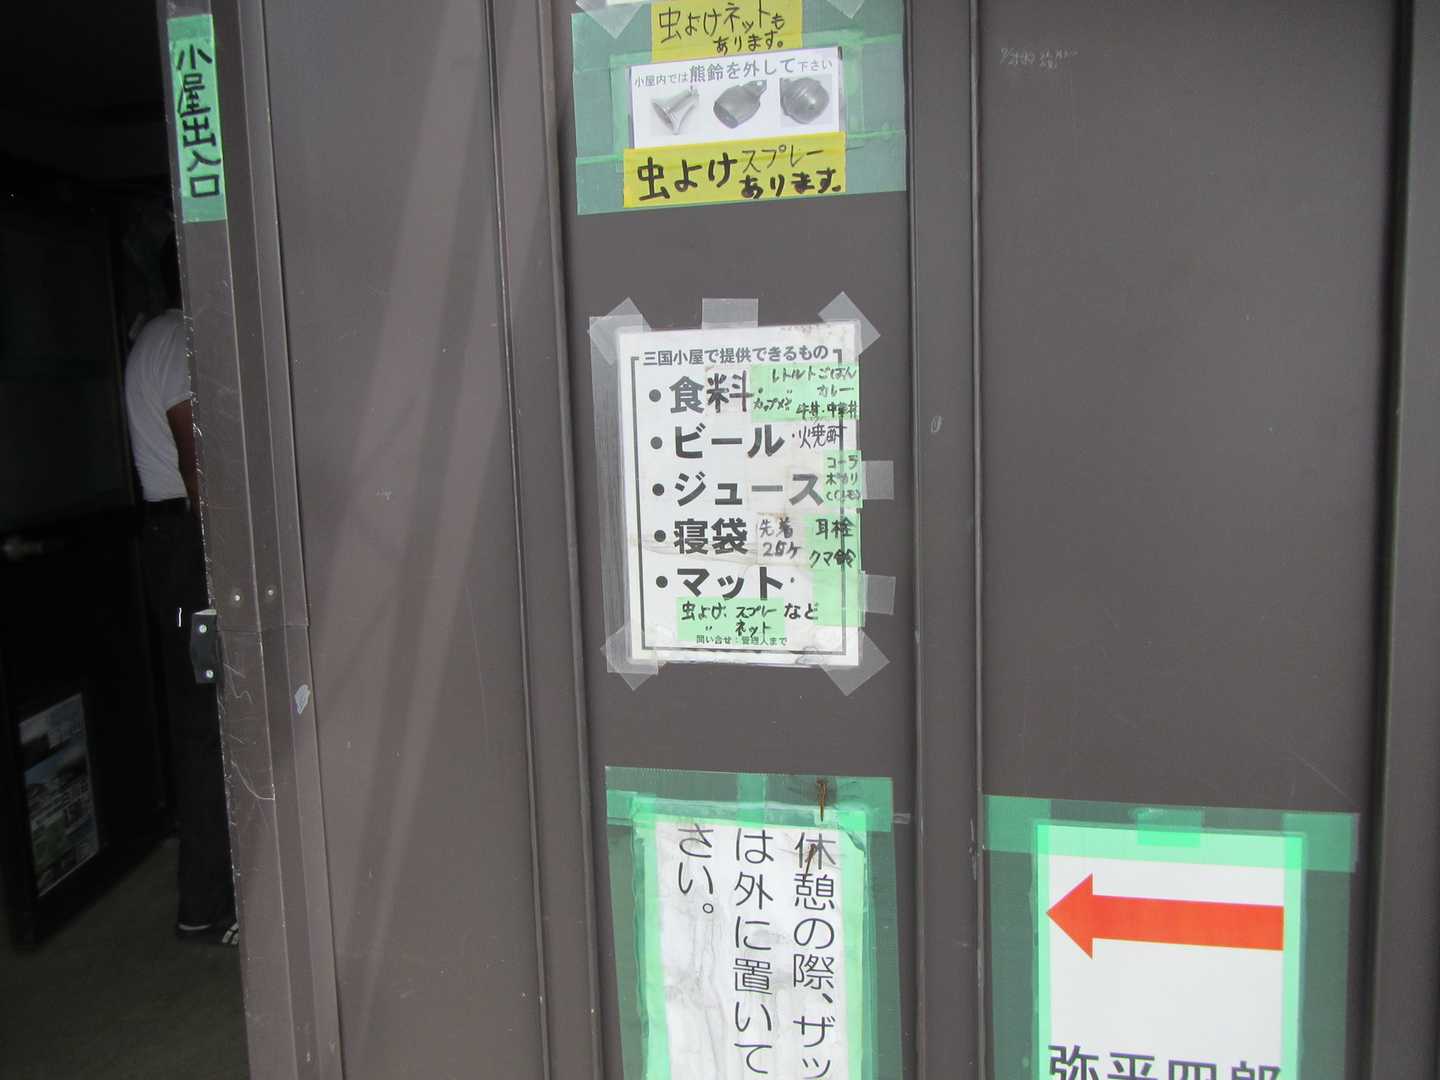 小屋出入口
虫よけネットも
あります。
小屋内では熊鈴を外して下さい
虫よけスプレー
あります。
三国小屋で提供できるもの
・食料・レトルトごはん
〃 カレー
カップメン 牛丼・中華丼
・ビール・焼酎
・ジュース コーラ
・寝袋 先着 耳栓
25ケ クマ鈴
・マット・
虫よけ、スプレー など
〃 ネット
問い合せ:管理人まで
休憩の際、ザッ
は外に置いて
さい。
弥平四郎